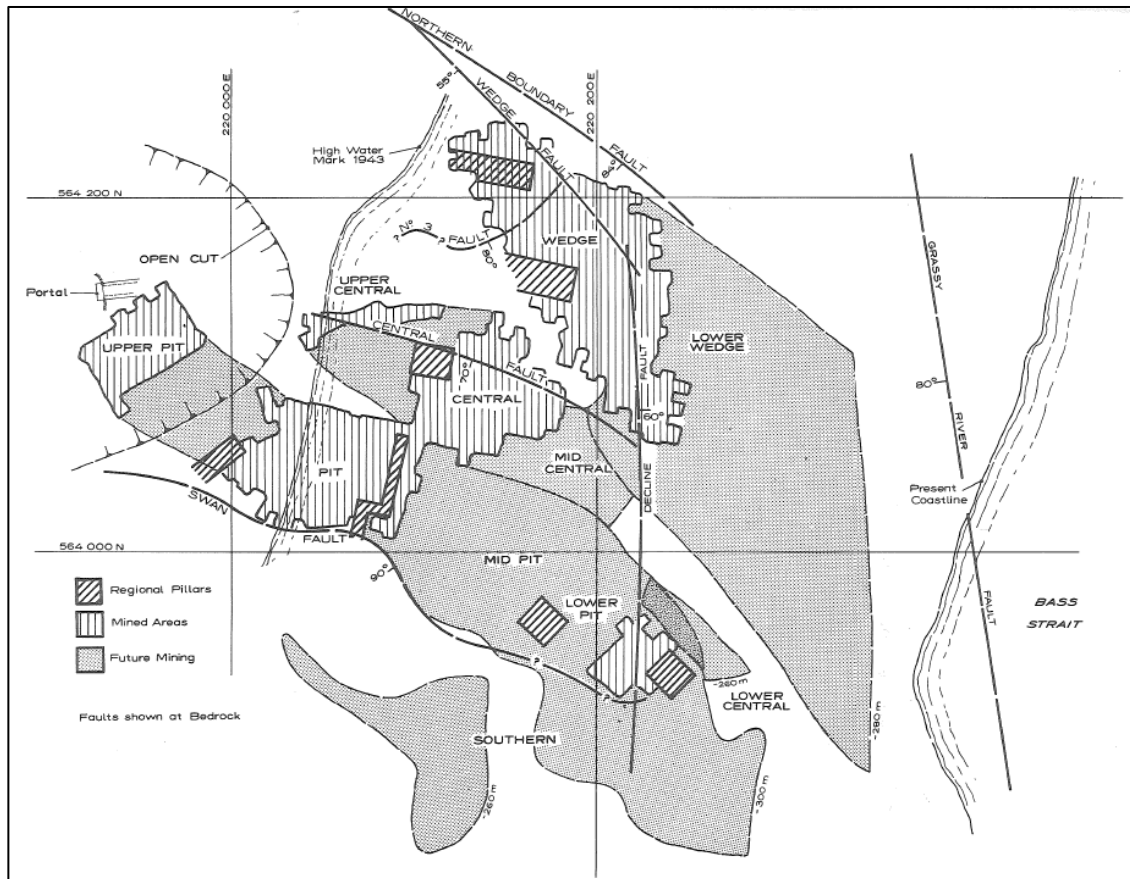 NORTHERN
BOUNDARY
FAULT
84°
55°
WEDGE
FAULT
220 000 E
220 200 E
High Water
Mark 1943
564 200 N
OPEN CUT
Portal
? No 3 ? FAULT
80°
WEDGE
UPPER
CENTRAL
CENTRAL
FAULT
70°
UPPER PIT
CENTRAL
LOWER
WEDGE
FAULT
60°
DECLINE
GRASSY
RIVER
FAULT
80°
Present
Coastline
PIT
MID
CENTRAL
SWAN
FAULT
90°
564 000 N
MID PIT
LOWER
PIT
BASS
STRAIT
Regional Pillars
Mined Areas
Future Mining
Faults shown at Bedrock
?
?
-260m
LOWER
CENTRAL
SOUTHERN
-260 E
-300 E
-280 E